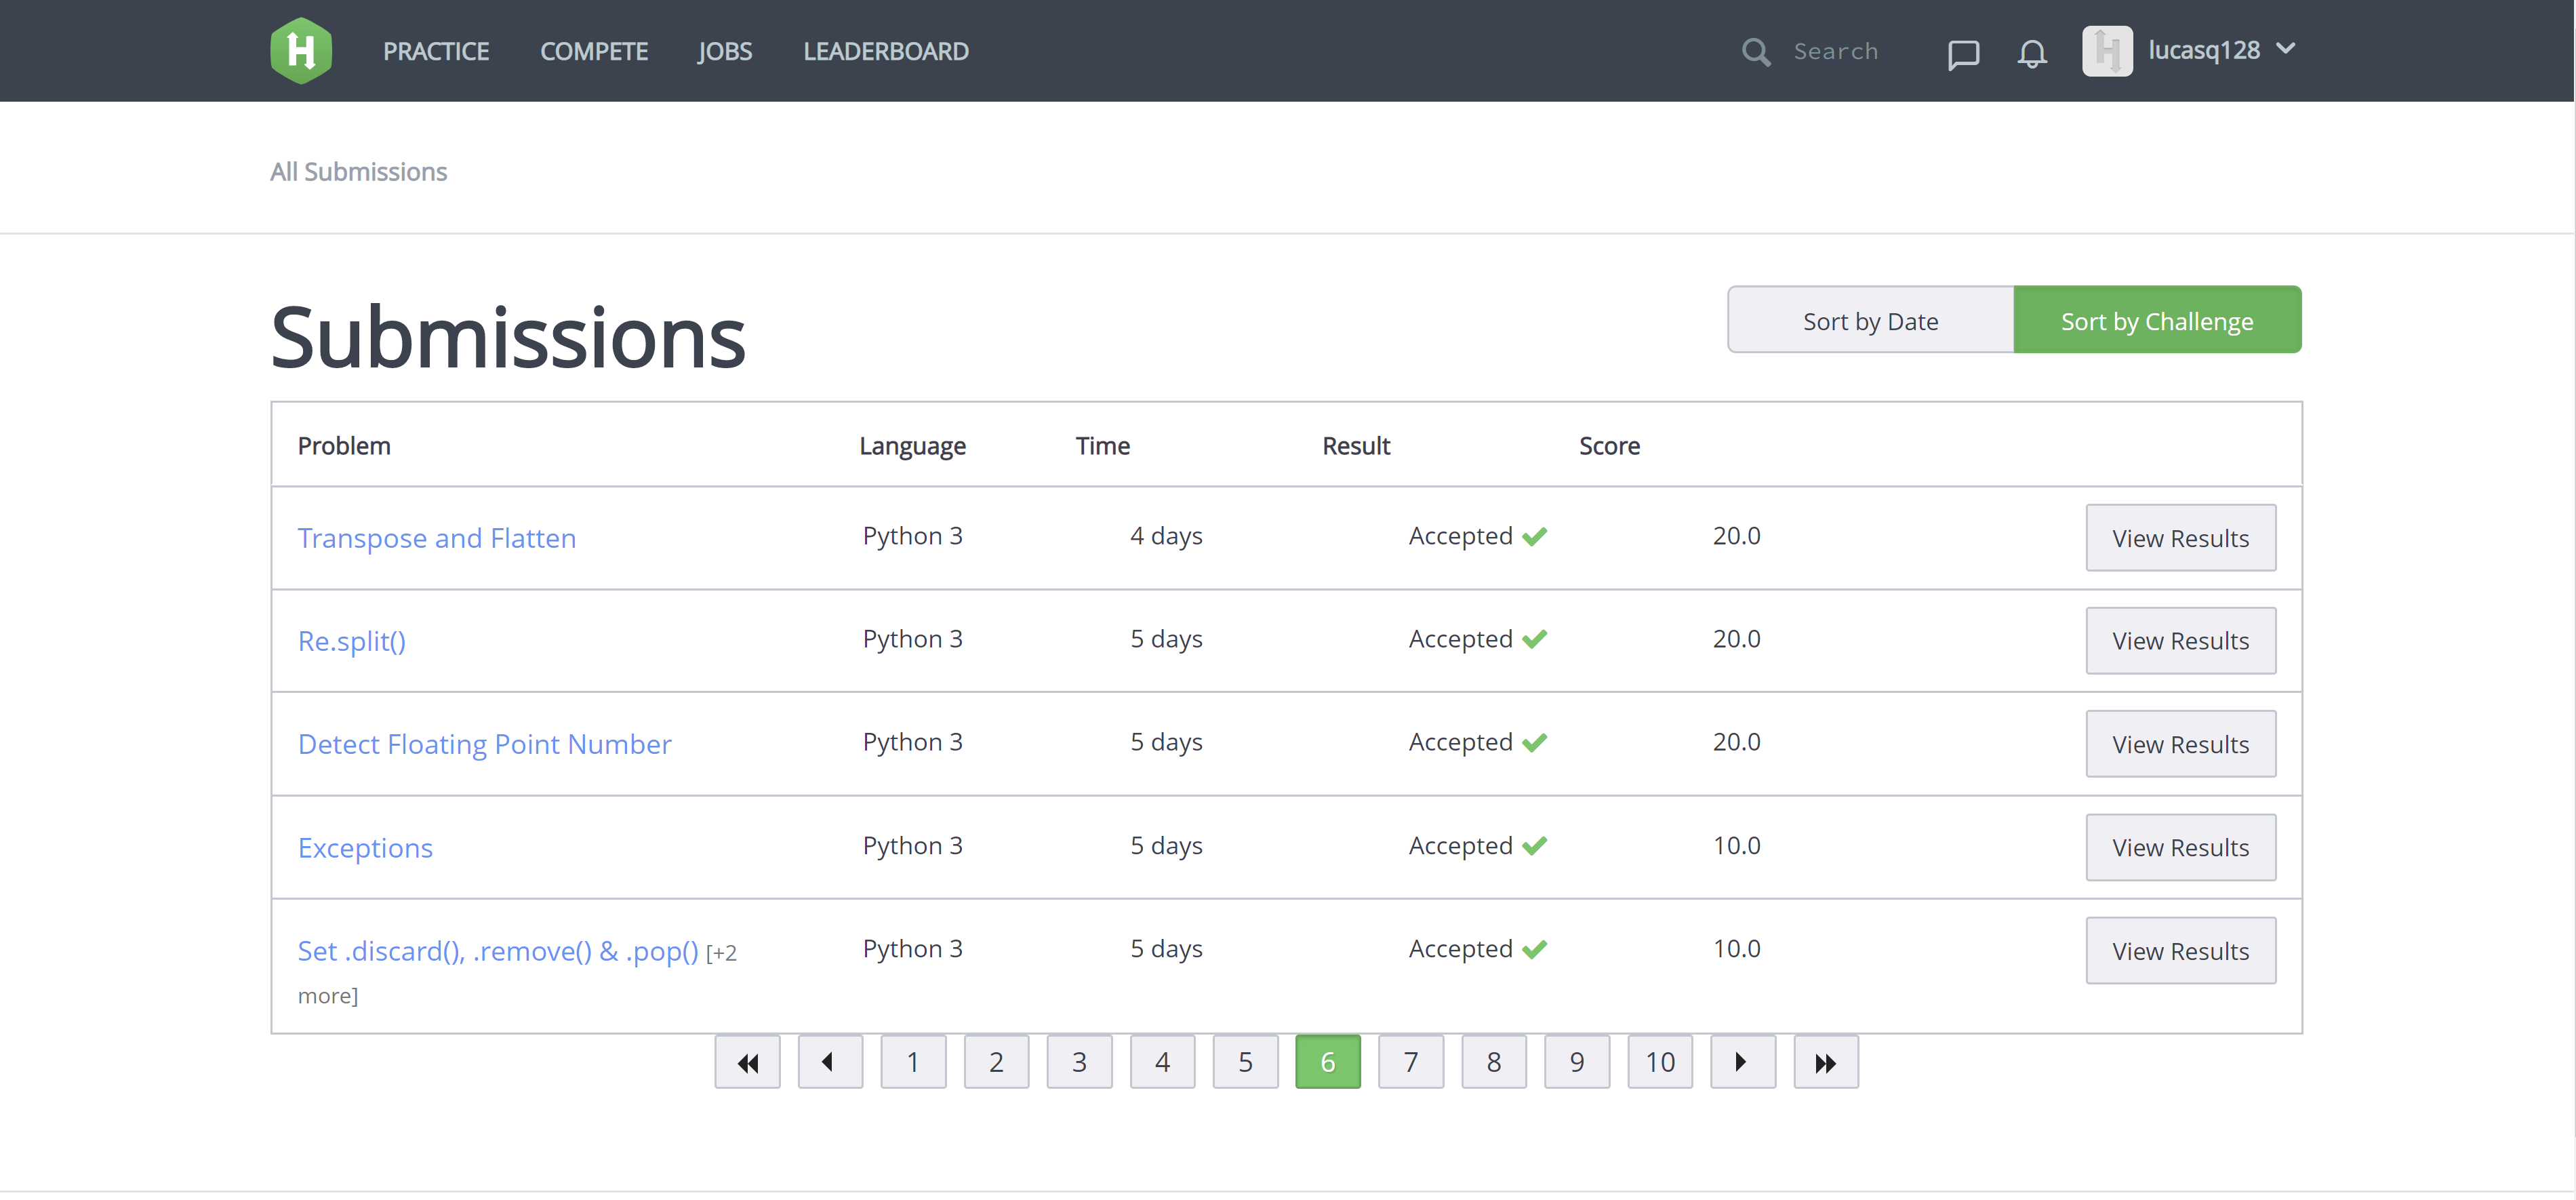 PRACTICE COMPETE JOBS LEADERBOARD Search lucasq128
All Submissions
Submissions
Sort by Date Sort by Challenge
Problem Language Time Result Score
Transpose and Flatten Python 3 4 days Accepted 20.0 View Results
Re.split() Python 3 5 days Accepted 20.0 View Results
Detect Floating Point Number Python 3 5 days Accepted 20.0 View Results
Exceptions Python 3 5 days Accepted 10.0 View Results
Set .discard(), .remove() & .pop() [+2 Python 3 5 days Accepted 10.0 View Results
more]
1 2 3 4 5 6 7 8 9 10